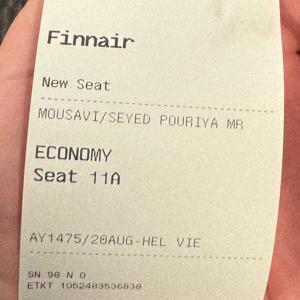 Finnair
New Seat
MOUSAVI/SEYED POURIYA MR
ECONOMY
Seat 11A
AY1475/20AUG-HEL VIE
SN 98 N 0
ETKT 1052483536838